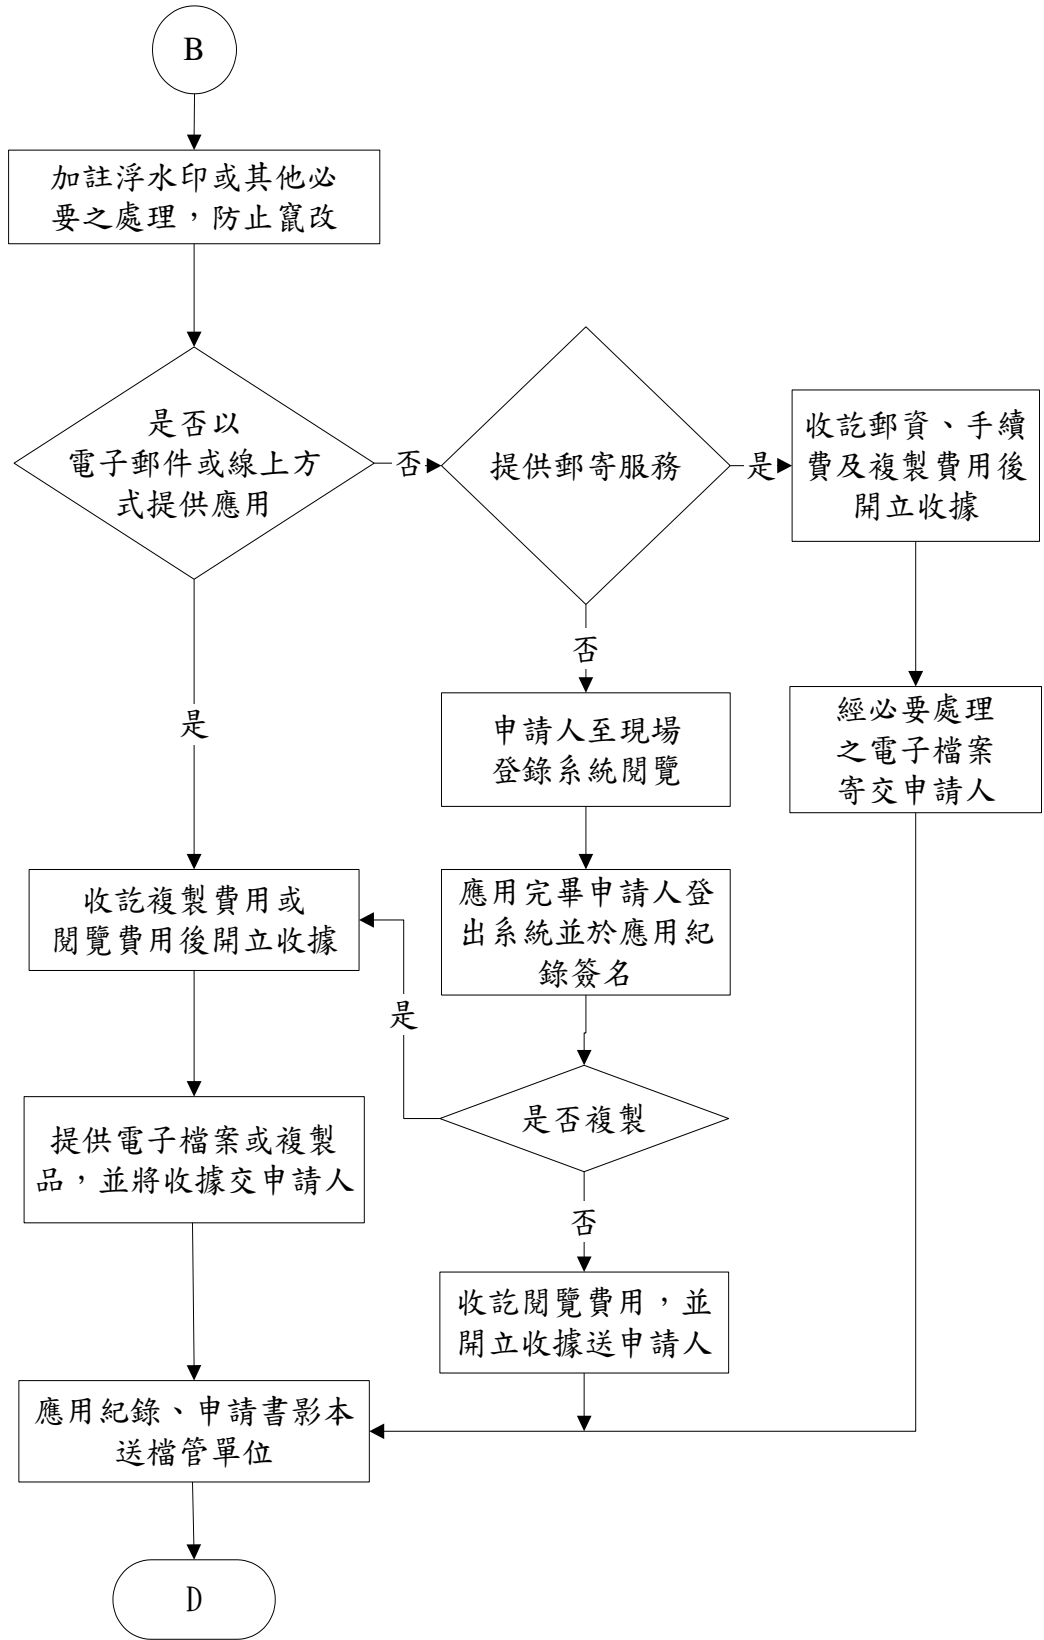 B
加註浮水印或其他必
要之處理，防止竄改
是否以
電子郵件或線上方
式提供應用
否
提供郵寄服務
是
收訖郵資、手續
費及複製費用後
開立收據
否
是
申請人至現場
登錄系統閱覽
經必要處理
之電子檔案
寄交申請人
收訖複製費用或
閱覽費用後開立收據
應用完畢申請人登
出系統並於應用紀
錄簽名
是
是否複製
提供電子檔案或複製
品，並將收據交申請人
否
收訖閱覽費用，並
開立收據送申請人
應用紀錄、申請書影本
送檔管單位
D